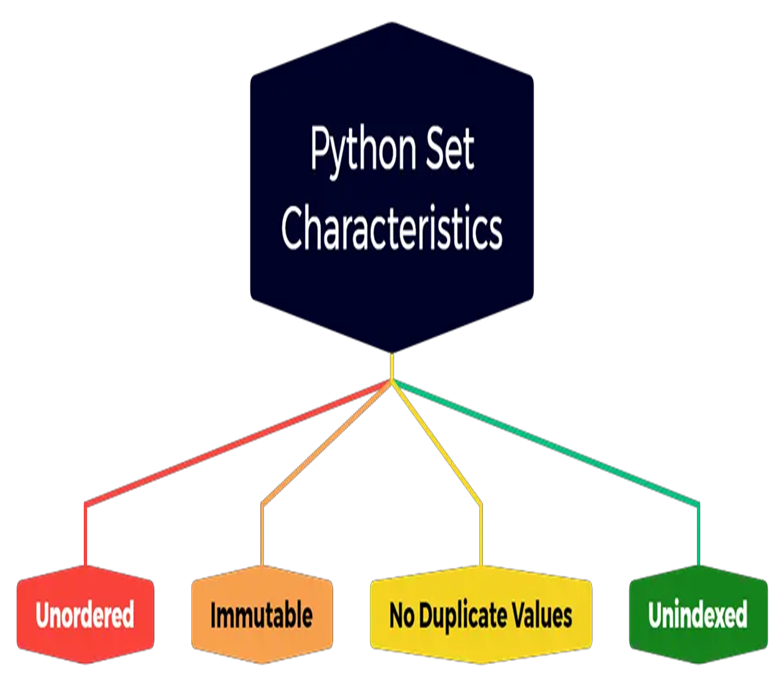 Python Set
Characteristics
Unordered
Immutable
No Duplicate Values
Unindexed